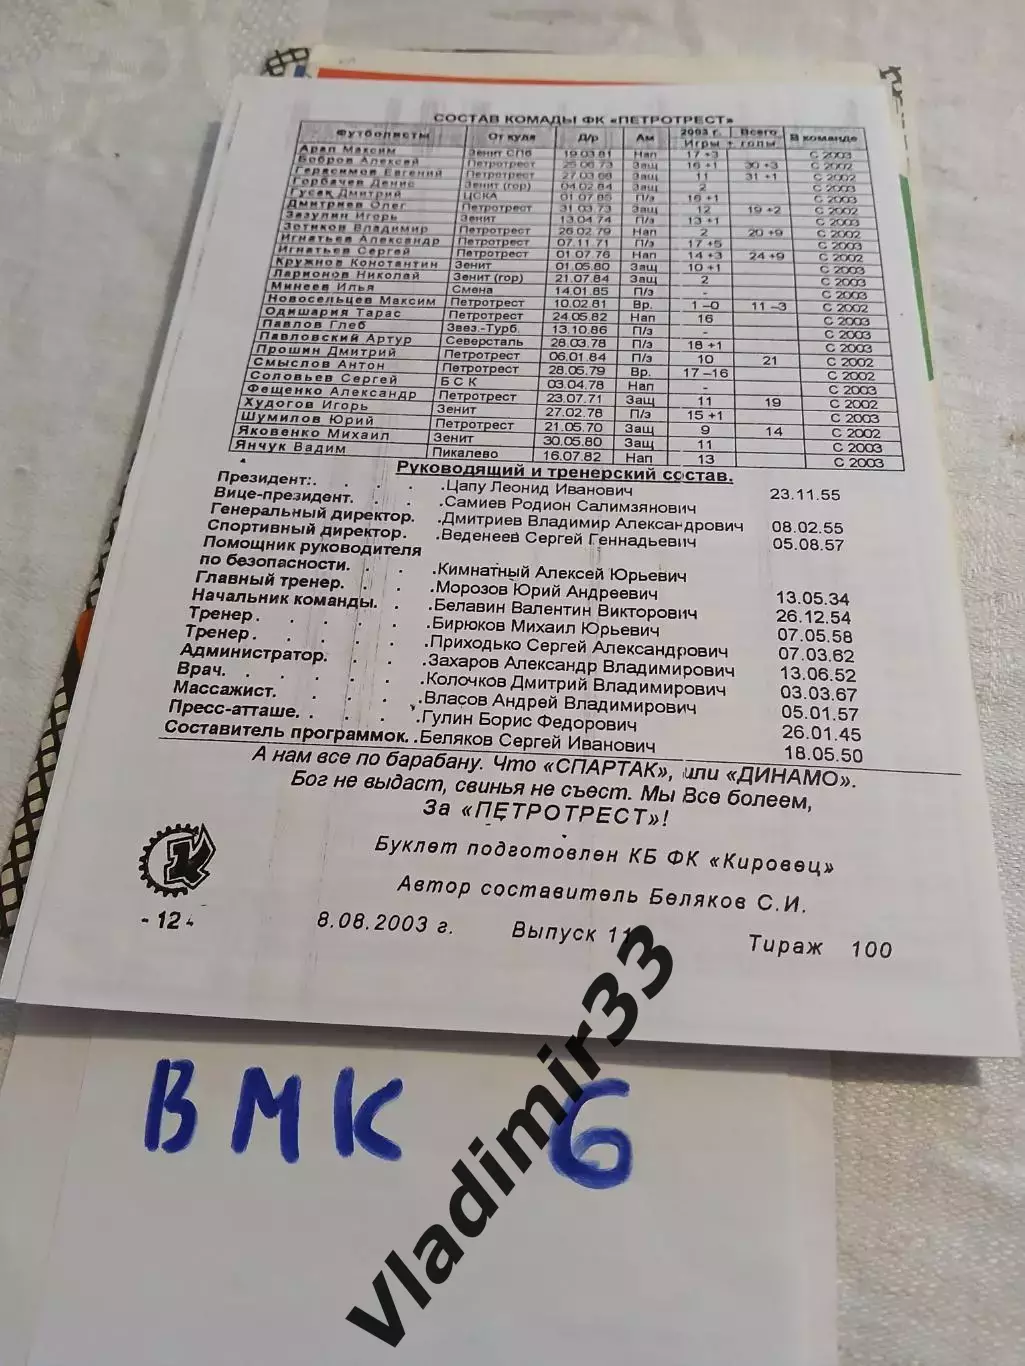 СОСТАВ КОМАДЫ ФК «ПЕТРОТРЕСТ»
Футболисты От куля Д/р Ам 2003 г. Всего В команде
Игры + голы
Арап Максим Зенит СПб 19.03.81 Нап 17 +3 С 2003
Бобров Алексей Петротрест 25.06.73 Защ 16 +1 30 +3 С 2002
Герасимов Евгений Петротрест 27.03.68 Защ 11 31 +1 С 2002
Горбачев Денис Зенит (гор) 04.02.84 Защ 2 С 2003
Гусак Дмитрий ЦСКА 01.07.85 П/з 16 +1 С 2003
Дмитриев Олег Петротрест 31.03.73 Защ 12 19 +2 С 2002
Зазулин Игорь Зенит 13.04.74 П/з 13 +1 С 2003
Зотиков Владимир Петротрест 26.02.79 Нап 2 20 +9 С 2002
Игнатьев Александр Петротрест 07.11.71 П/з 17 +5 С 2003
Игнатьев Сергей Петротрест 01.07.76 Нап 14 +3 24 +9 С 2002
Кружнов Константин Зенит 01.05.80 Защ 10 +1 С 2003
Ларионов Николай Зенит (гор) 21.07.84 Защ 2 С 2003
Минеев Илья Смена 14.01.85 П/з - С 2003
Новосельцев Максим Петротрест 10.02.81 Вр. 1 –0 11 –3 С 2002
Одишария Тарас Петротрест 24.05.82 Нап 16 С 2003
Павлов Глеб Звез.-Турб. 13.10.86 П/з - С 2003
Павловский Артур Северсталь 28.03.78 П/з 18 +1 С 2003
Прошин Дмитрий Петротрест 06.01.84 П/з 10 21 С 2002
Смыслов Антон Петротрест 28.05.79 Вр. 17 –16 С 2003
Соловьев Сергей Б С К 03.04.78 Нап - С 2003
Фещенко Александр Петротрест 23.07.71 Защ 11 19 С 2002
Худогов Игорь Зенит 27.02.78 П/з 15 +1 С 2003
Шумилов Юрий Петротрест 21.05.70 Защ 9 14 С 2002
Яковенко Михаил Зенит 30.05.80 Защ 11 С 2003
Янчук Вадим Пикалево 16.07.82 Нап 13 С 2003
Руководящий и тренерский состав.
Президент: . . . .Цапу Леонид Иванович 23.11.55
Вице-президент. . . .Самиев Родион Салимзянович
Генеральный директор. .Дмитриев Владимир Александрович 08.02.55
Спортивный директор. .Веденеев Сергей Геннадьевич 05.08.57
Помощник руководителя
по безопасности. . . .Кимнатный Алексей Юрьевич
Главный тренер. . . .Морозов Юрий Андреевич 13.05.34
Начальник команды. . .Белавин Валентин Викторович 26.12.54
Тренер. . . . . .Бирюков Михаил Юрьевич 07.05.58
Тренер. . . . . .Приходько Сергей Александрович 07.03.62
Администратор. . . .Захаров Александр Владимирович 13.06.52
Врач. . . . . .Колочков Дмитрий Владимирович 03.03.67
Массажист. . . . .Власов Андрей Владимирович 05.01.57
Пресс-атташе. . . . .Гулин Борис Федорович 26.01.45
Составитель программок. .Беляков Сергей Иванович 18.05.50
А нам все по барабану. Что «СПАРТАК», или «ДИНАМО».
Бог не выдаст, свинья не съест. Мы Все болеем,
За «ПЕТРОТРЕСТ»!
Буклет подготовлен КБ ФК «Кировец»
Автор составитель Беляков С.И.
- 12 - 8.08.2003 г. Выпуск 11 Тираж 100
ВМК 6
Vladimir33